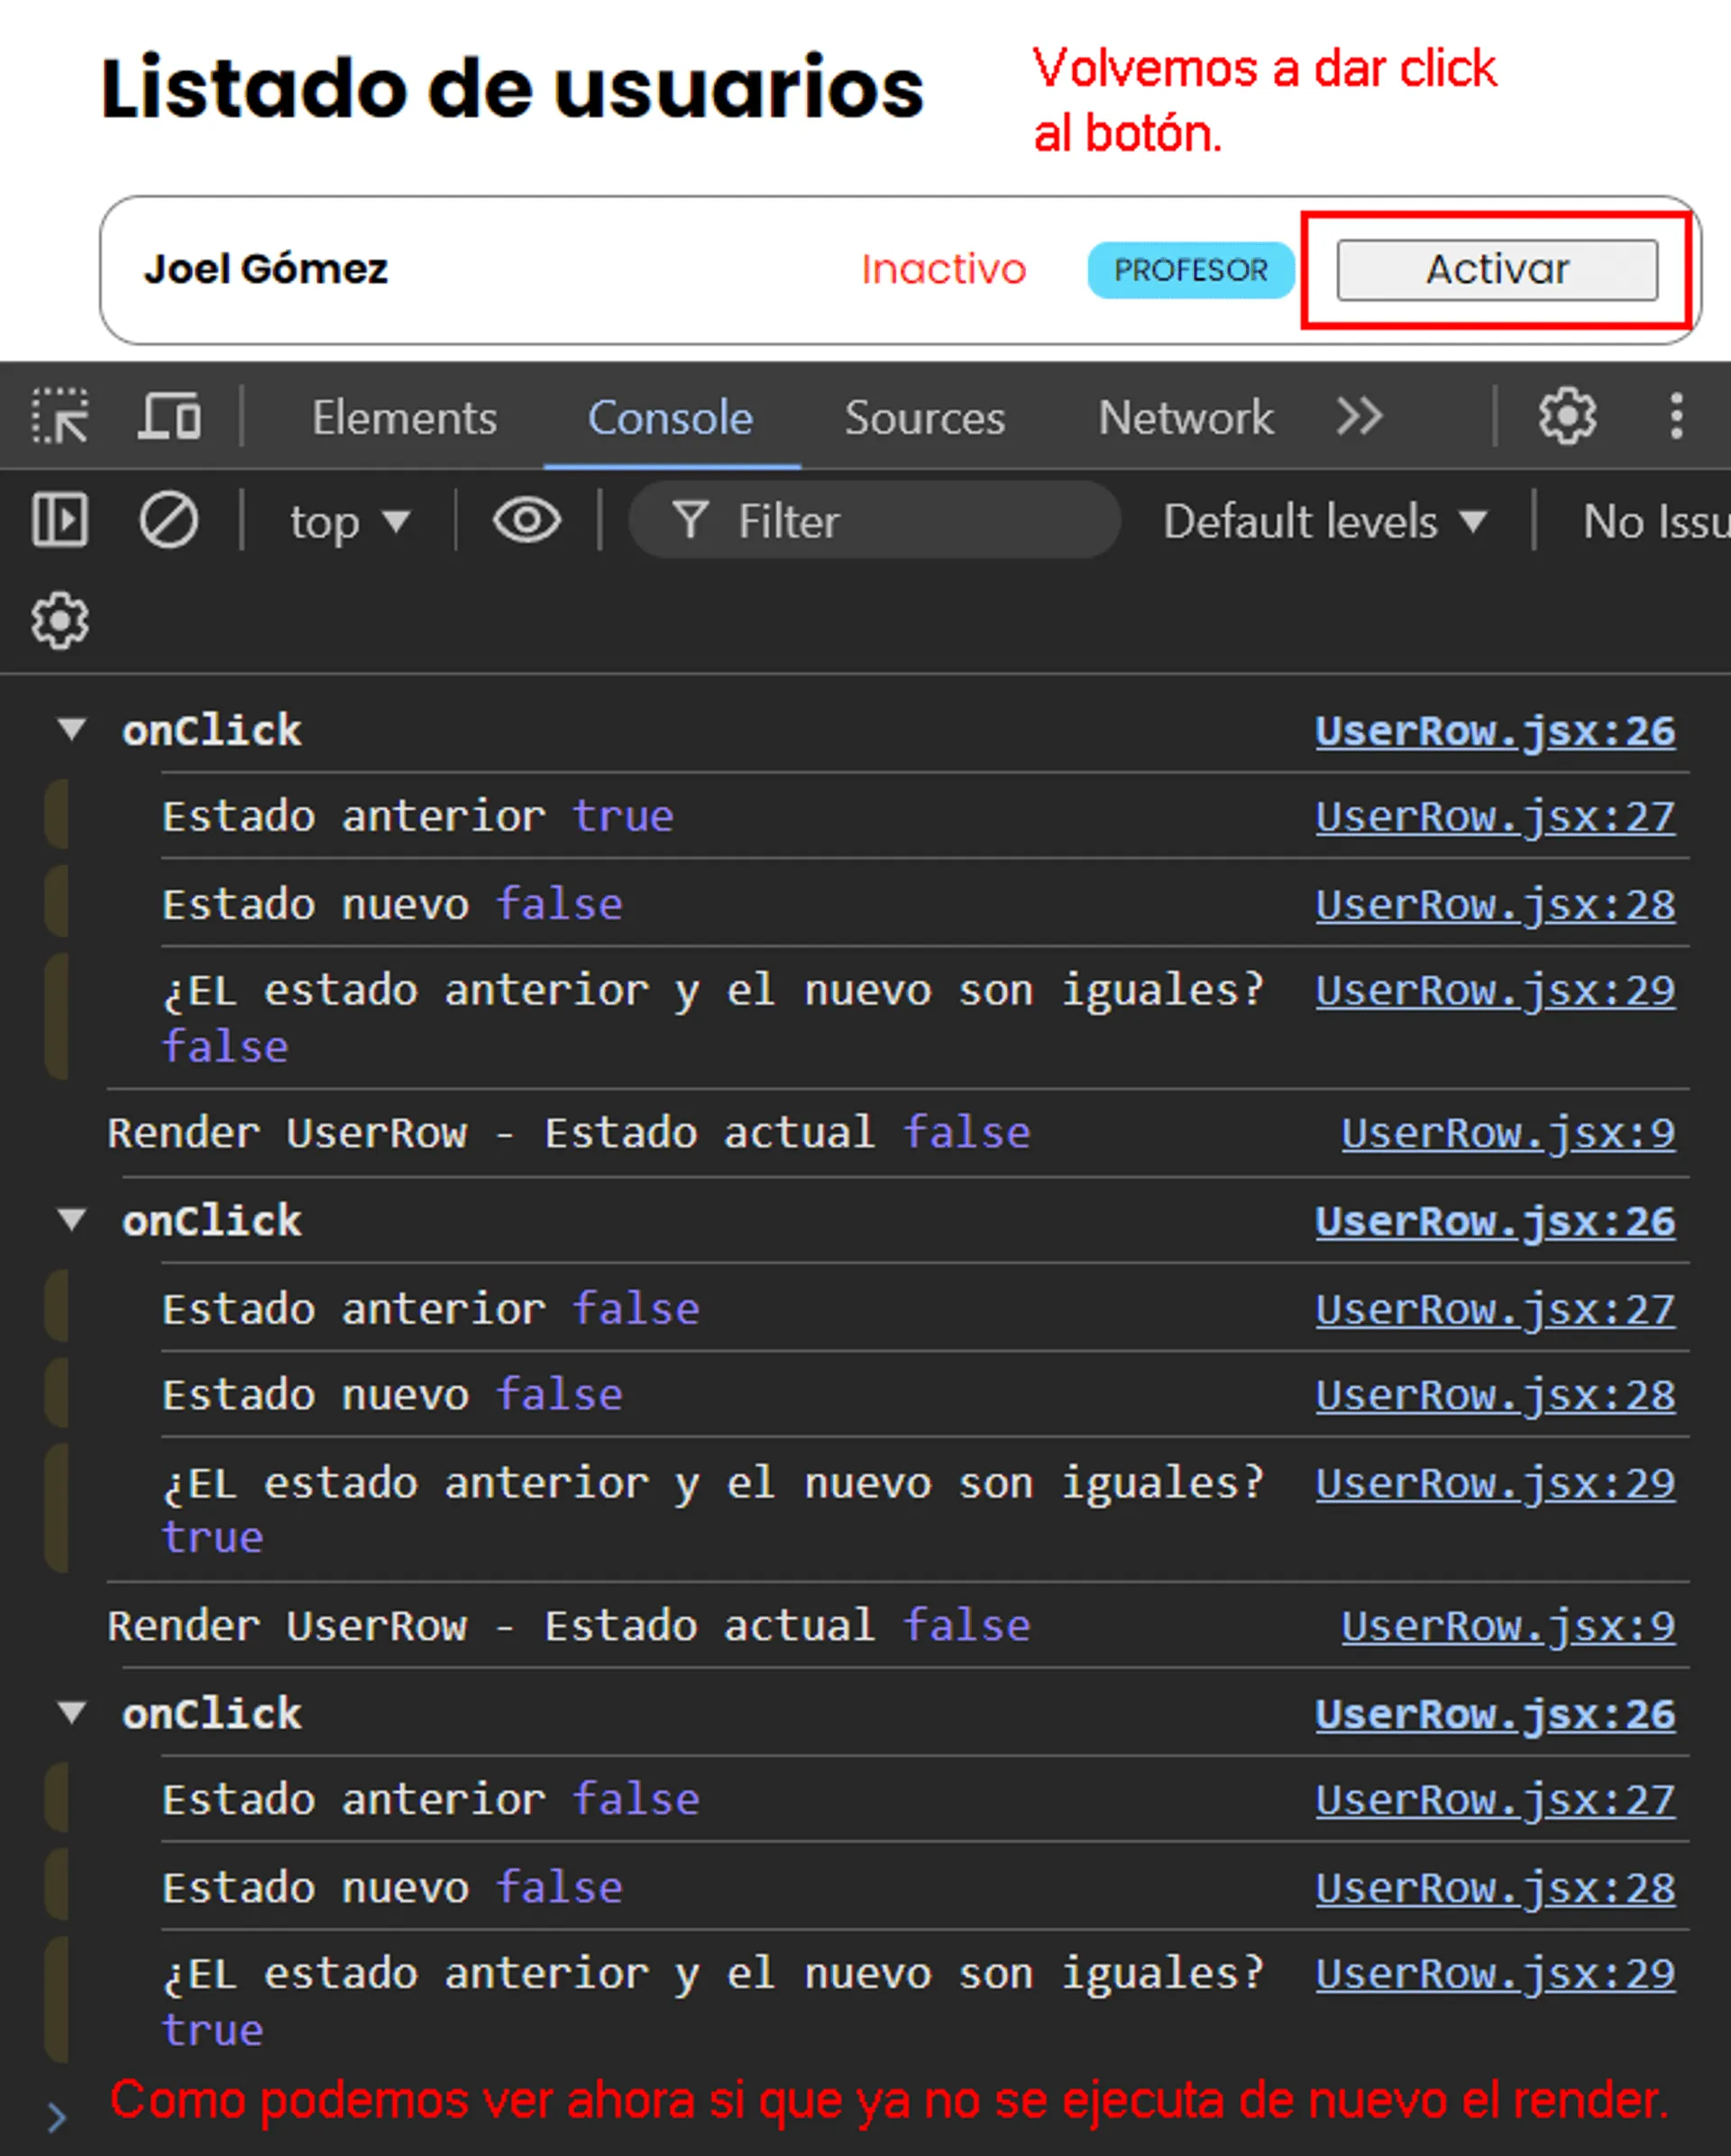 Listado de usuarios
Volvemos a dar click
al botón.
Joel Gómez Inactivo PROFESOR Activar
Elements Console Sources Network
top Filter Default levels No Issu
onClick UserRow.jsx:26
Estado anterior true UserRow.jsx:27
Estado nuevo false UserRow.jsx:28
¿EL estado anterior y el nuevo son iguales? UserRow.jsx:29
false
Render UserRow - Estado actual false UserRow.jsx:9
onClick UserRow.jsx:26
Estado anterior false UserRow.jsx:27
Estado nuevo false UserRow.jsx:28
¿EL estado anterior y el nuevo son iguales? UserRow.jsx:29
true
Render UserRow - Estado actual false UserRow.jsx:9
onClick UserRow.jsx:26
Estado anterior false UserRow.jsx:27
Estado nuevo false UserRow.jsx:28
¿EL estado anterior y el nuevo son iguales? UserRow.jsx:29
true
Como podemos ver ahora si que ya no se ejecuta de nuevo el render.